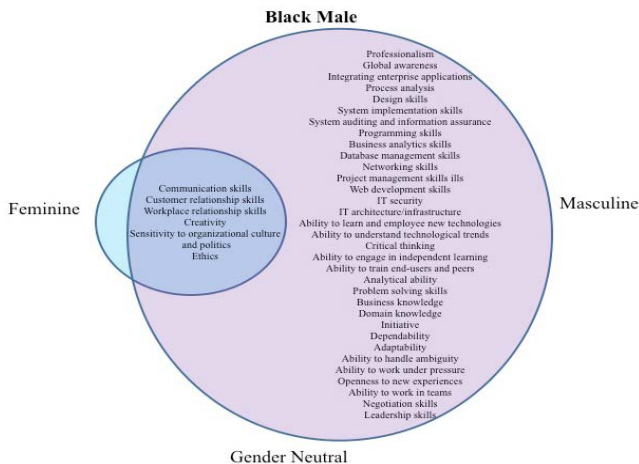 Black Male
Professionalism
Global awareness
Integrating enterprise applications
Process analysis
Design skills
System implementation skills
System auditing and information assurance
Programming skills
Business analytics skills
Database management skills
Networking skills
Project management skills ills
Web development skills
IT security
IT architecture/infrastructure
Ability to learn and employee new technologies
Ability to understand technological trends
Critical thinking
Ability to engage in independent learning
Ability to train end-users and peers
Analytical ability
Problem solving skills
Business knowledge
Domain knowledge
Initiative
Dependability
Adaptability
Ability to handle ambiguity
Ability to work under pressure
Openness to new experiences
Ability to work in teams
Negotiation skills
Leadership skills
Communication skills
Customer relationship skills
Workplace relationship skills
Creativity
Sensitivity to organizational culture
and politics
Ethics
Feminine
Masculine
Gender Neutral